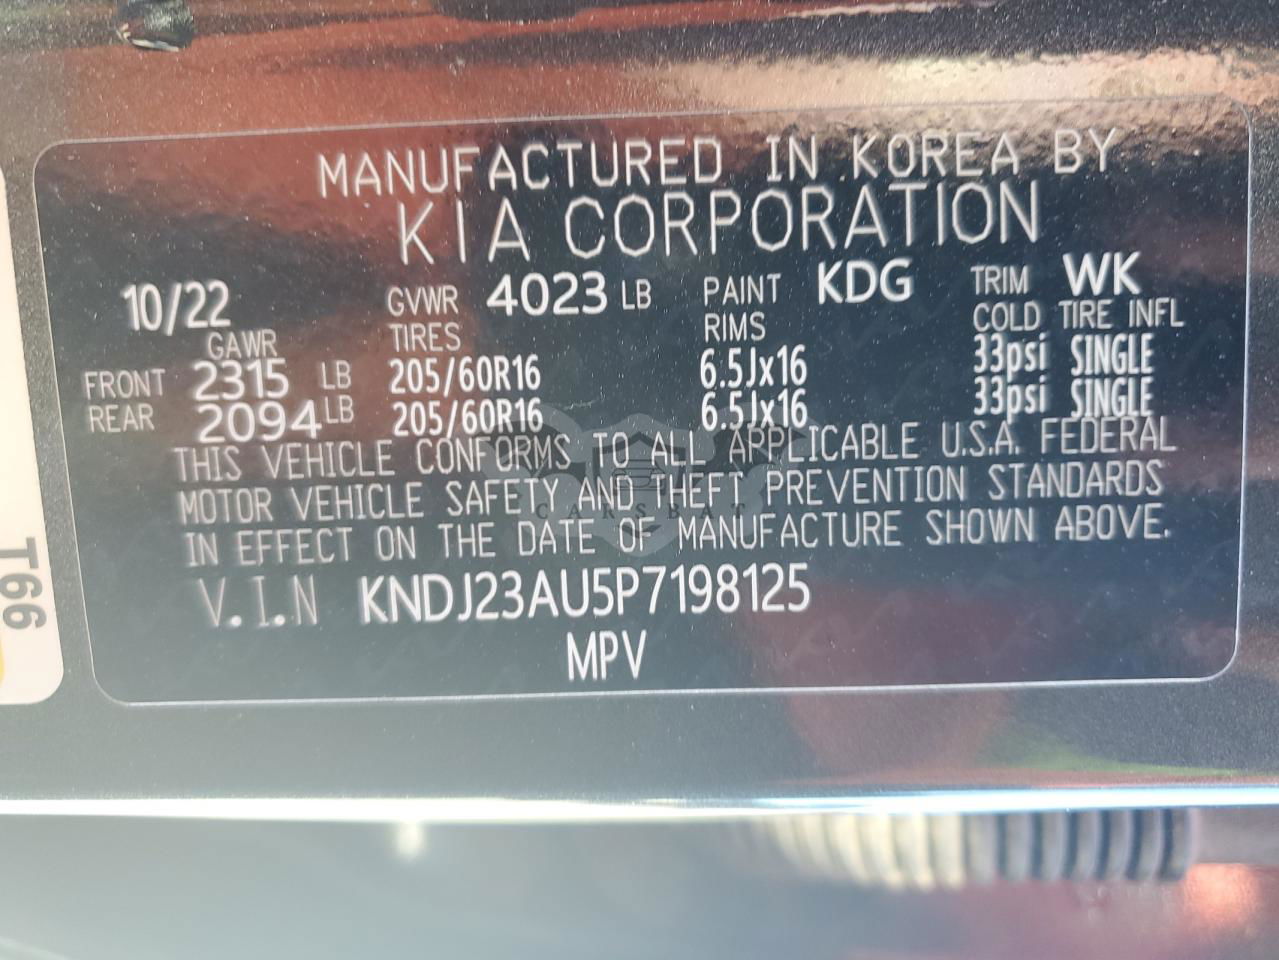 MANUFACTURED IN KOREA BY
KIA CORPORATION
10/22 GVWR 4023 LB PAINT KDG TRIM WK
GAWR TIRES RIMS COLD TIRE INFL
FRONT 2315 LB 205/60R16 6.5Jx16 33psi SINGLE
REAR 2094 LB 205/60R16 6.5Jx16 33psi SINGLE
THIS VEHICLE CONFORMS TO ALL APPLICABLE U.S.A. FEDERAL
MOTOR VEHICLE SAFETY AND THEFT PREVENTION STANDARDS
IN EFFECT ON THE DATE OF MANUFACTURE SHOWN ABOVE.
V.I.N KNDJ23AU5P7198125
MPV
T66
CARSBAT